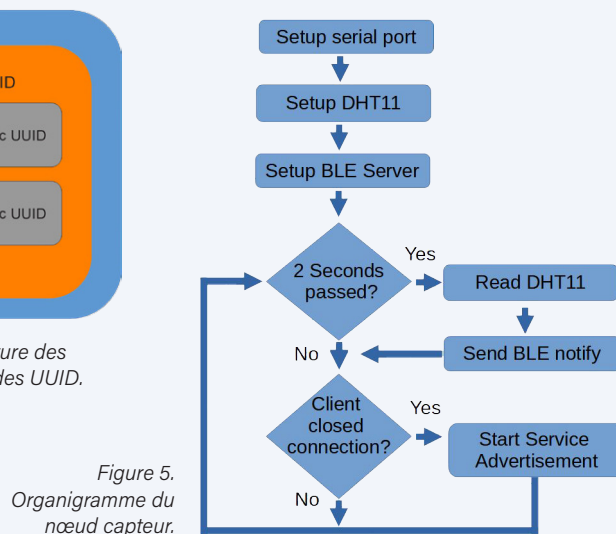 ID
c UUID
c UUID
ure des
des UUID.
Figure 5.
Organigramme du
nœud capteur.
Setup serial port
Setup DHT11
Setup BLE Server
2 Seconds
passed?
Yes
Read DHT11
Send BLE notify
No
Client
closed
connection?
Yes
Start Service
Advertisement
No